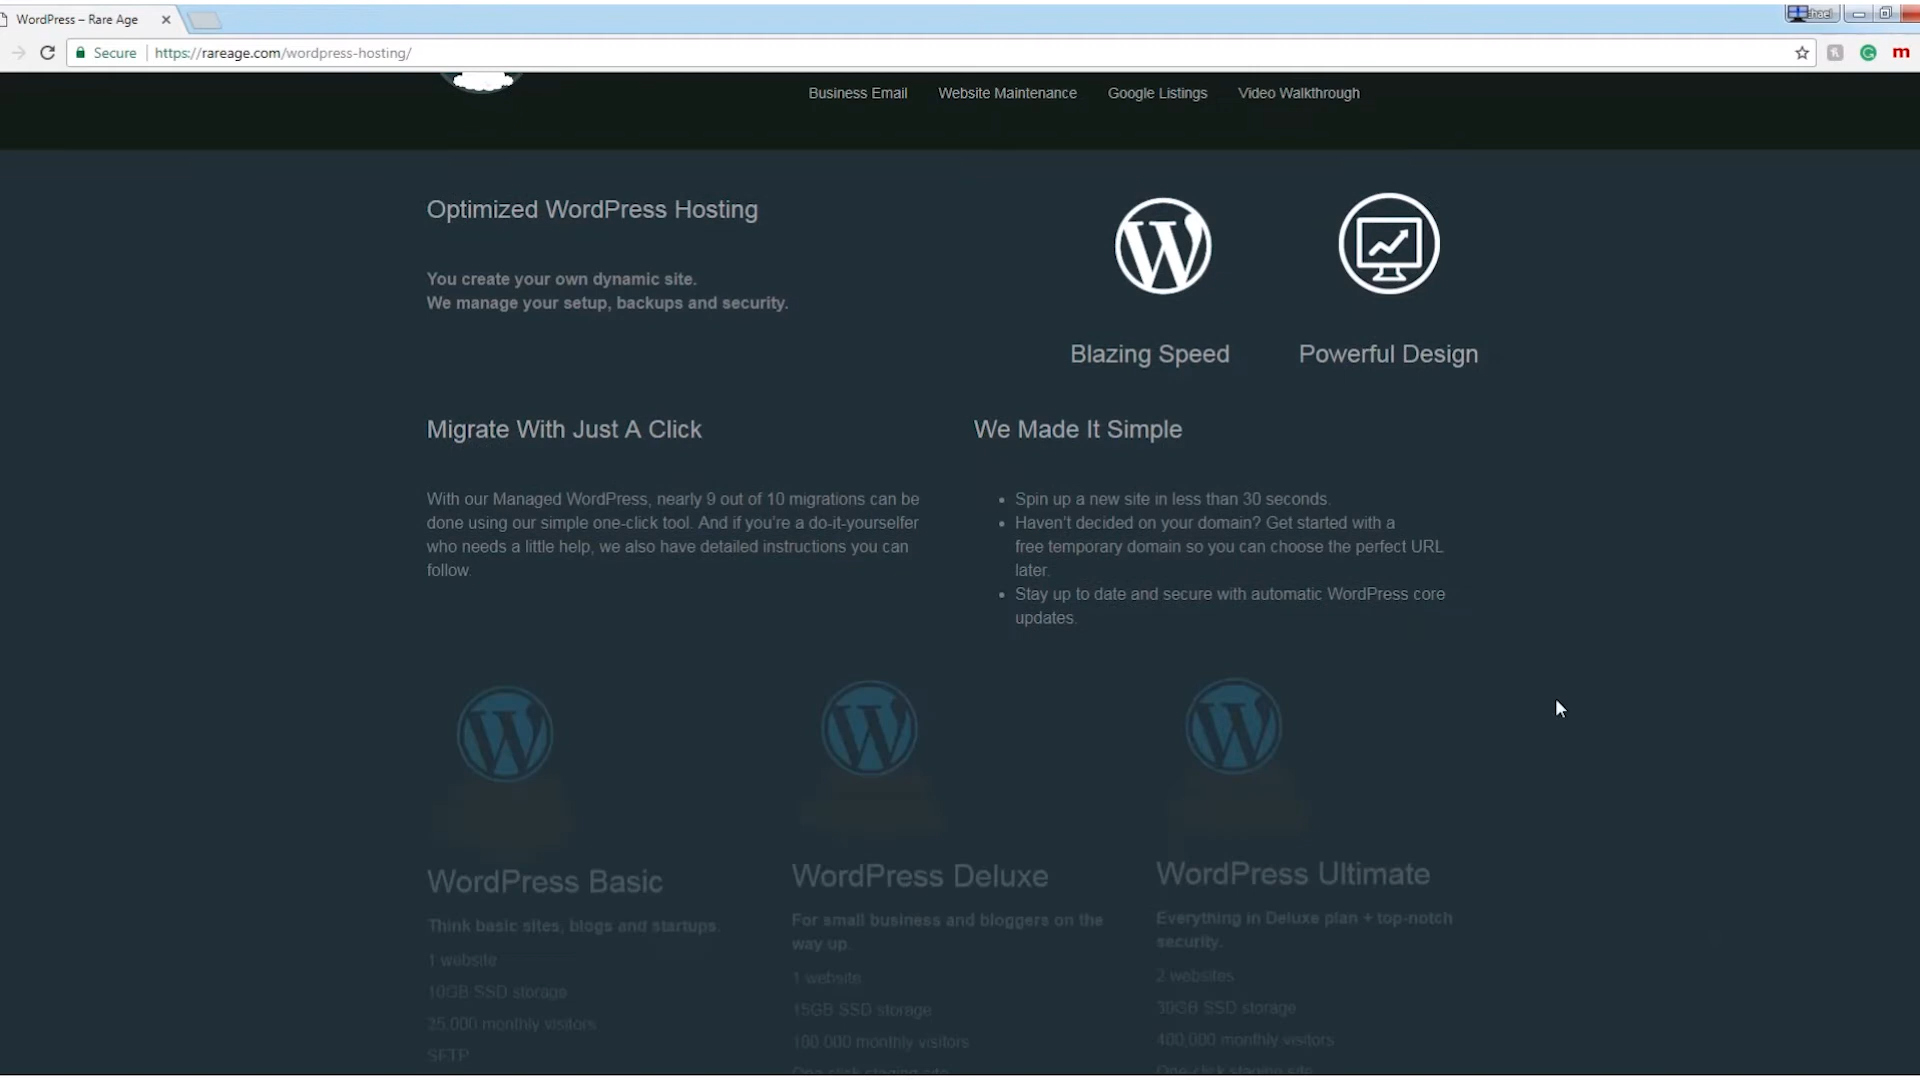 WordPress – Rare Age
Secure
https://rareage.com/wordpress-hosting/
Business Email Website Maintenance Google Listings Video Walkthrough
Optimized WordPress Hosting
You create your own dynamic site.
We manage your setup, backups and security.
Blazing Speed
Powerful Design
Migrate With Just A Click
With our Managed WordPress, nearly 9 out of 10 migrations can be
done using our simple one-click tool. And if you’re a do-it-yourselfer
who needs a little help, we also have detailed instructions you can
follow.
We Made It Simple
• Spin up a new site in less than 30 seconds.
• Haven’t decided on your domain? Get started with a
free temporary domain so you can choose the perfect URL
later.
• Stay up to date and secure with automatic WordPress core
updates.
WordPress Basic
Think basic sites, blogs and startups.
1 website
10GB SSD storage
25,000 monthly visitors
SFTP
WordPress Deluxe
For small business and bloggers on the
way up.
1 website
15GB SSD storage
100,000 monthly visitors
One-click staging site
WordPress Ultimate
Everything in Deluxe plan + top-notch
security.
2 websites
30GB SSD storage
400,000 monthly visitors
One-click staging site